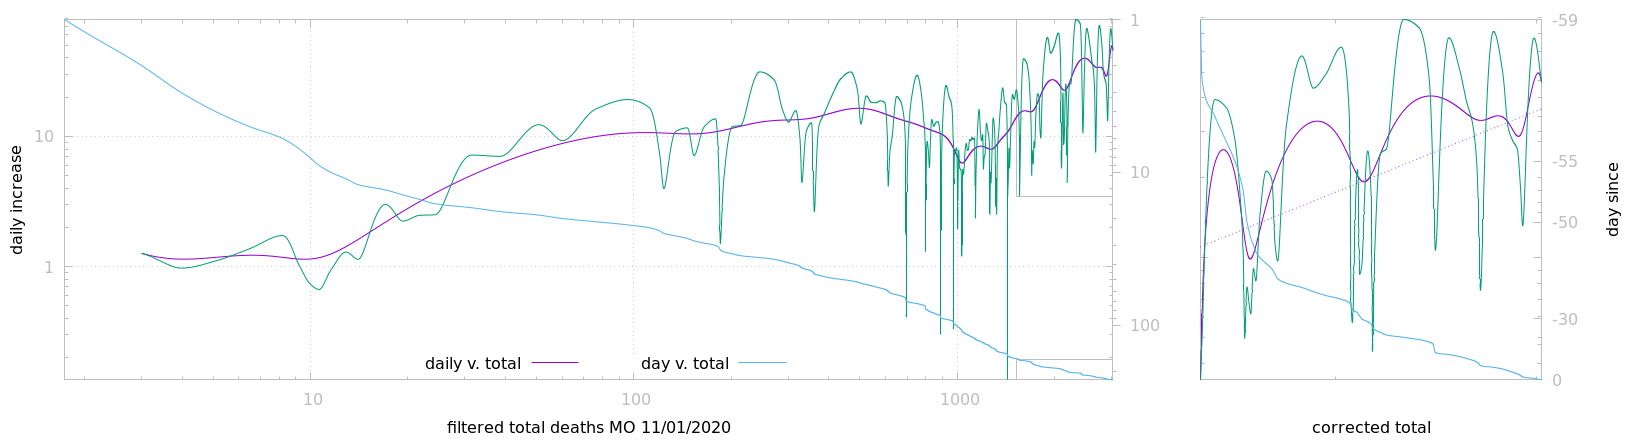 daily increase
10
1
daily v. total
day v. total
10
100
1000
filtered total deaths MO 11/01/2020
1
10
100
-59
-55
-50
-30
0
day since
corrected total